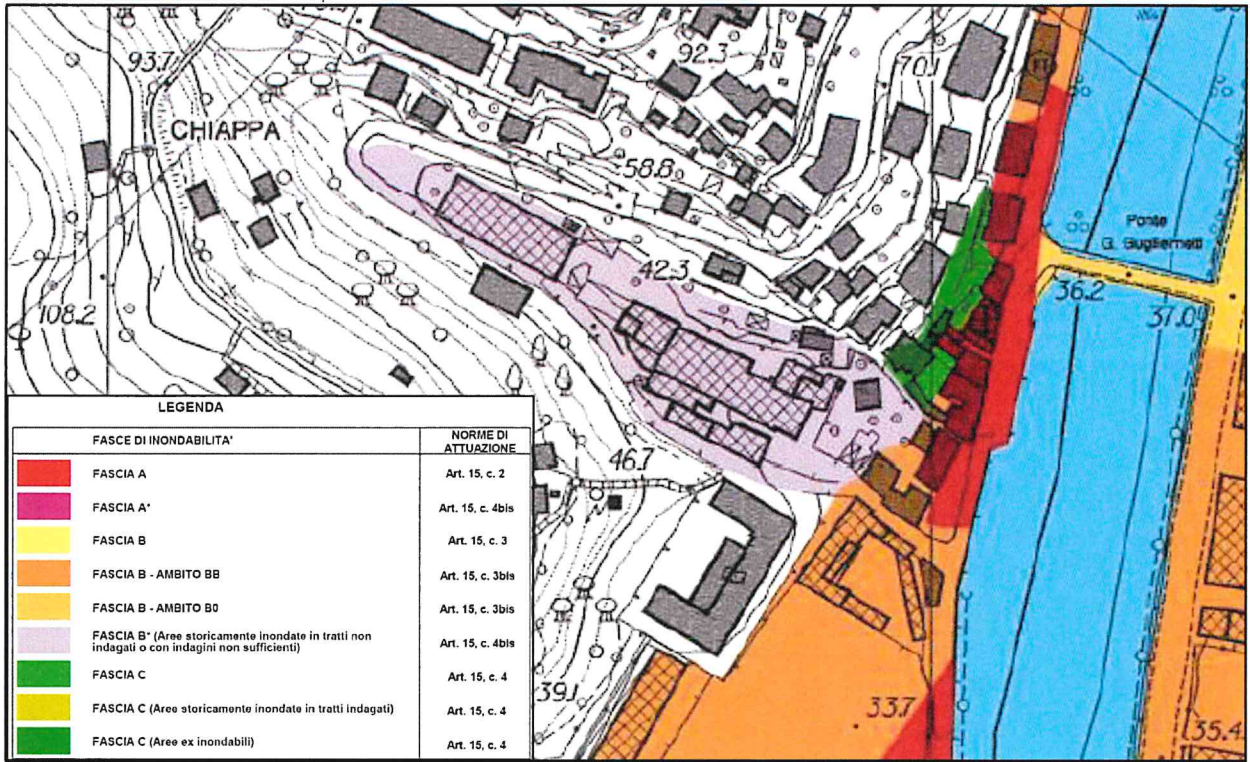 93.7
92.3
70.1
CHIAPPA
58.8
Ponte
G. Guglielmetti
42.3
36.2
37.0
108.2
46.7
39.1
33.7
35.4
LEGENDA
FASCE DI INONDABILITA'
NORME DI
ATTUAZIONE
FASCIA A
Art. 15, c. 2
FASCIA A*
Art. 15, c. 4bis
FASCIA B
Art. 15, c. 3
FASCIA B - AMBITO BB
Art. 15, c. 3bis
FASCIA B - AMBITO B0
Art. 15, c. 3bis
FASCIA B* (Aree storicamente inondate in tratti non
indagati o con indagini non sufficienti)
Art. 15, c. 4bis
FASCIA C
Art. 15, c. 4
FASCIA C (Aree storicamente inondate in tratti indagati)
Art. 15, c. 4
FASCIA C (Aree ex inondabili)
Art. 15, c. 4